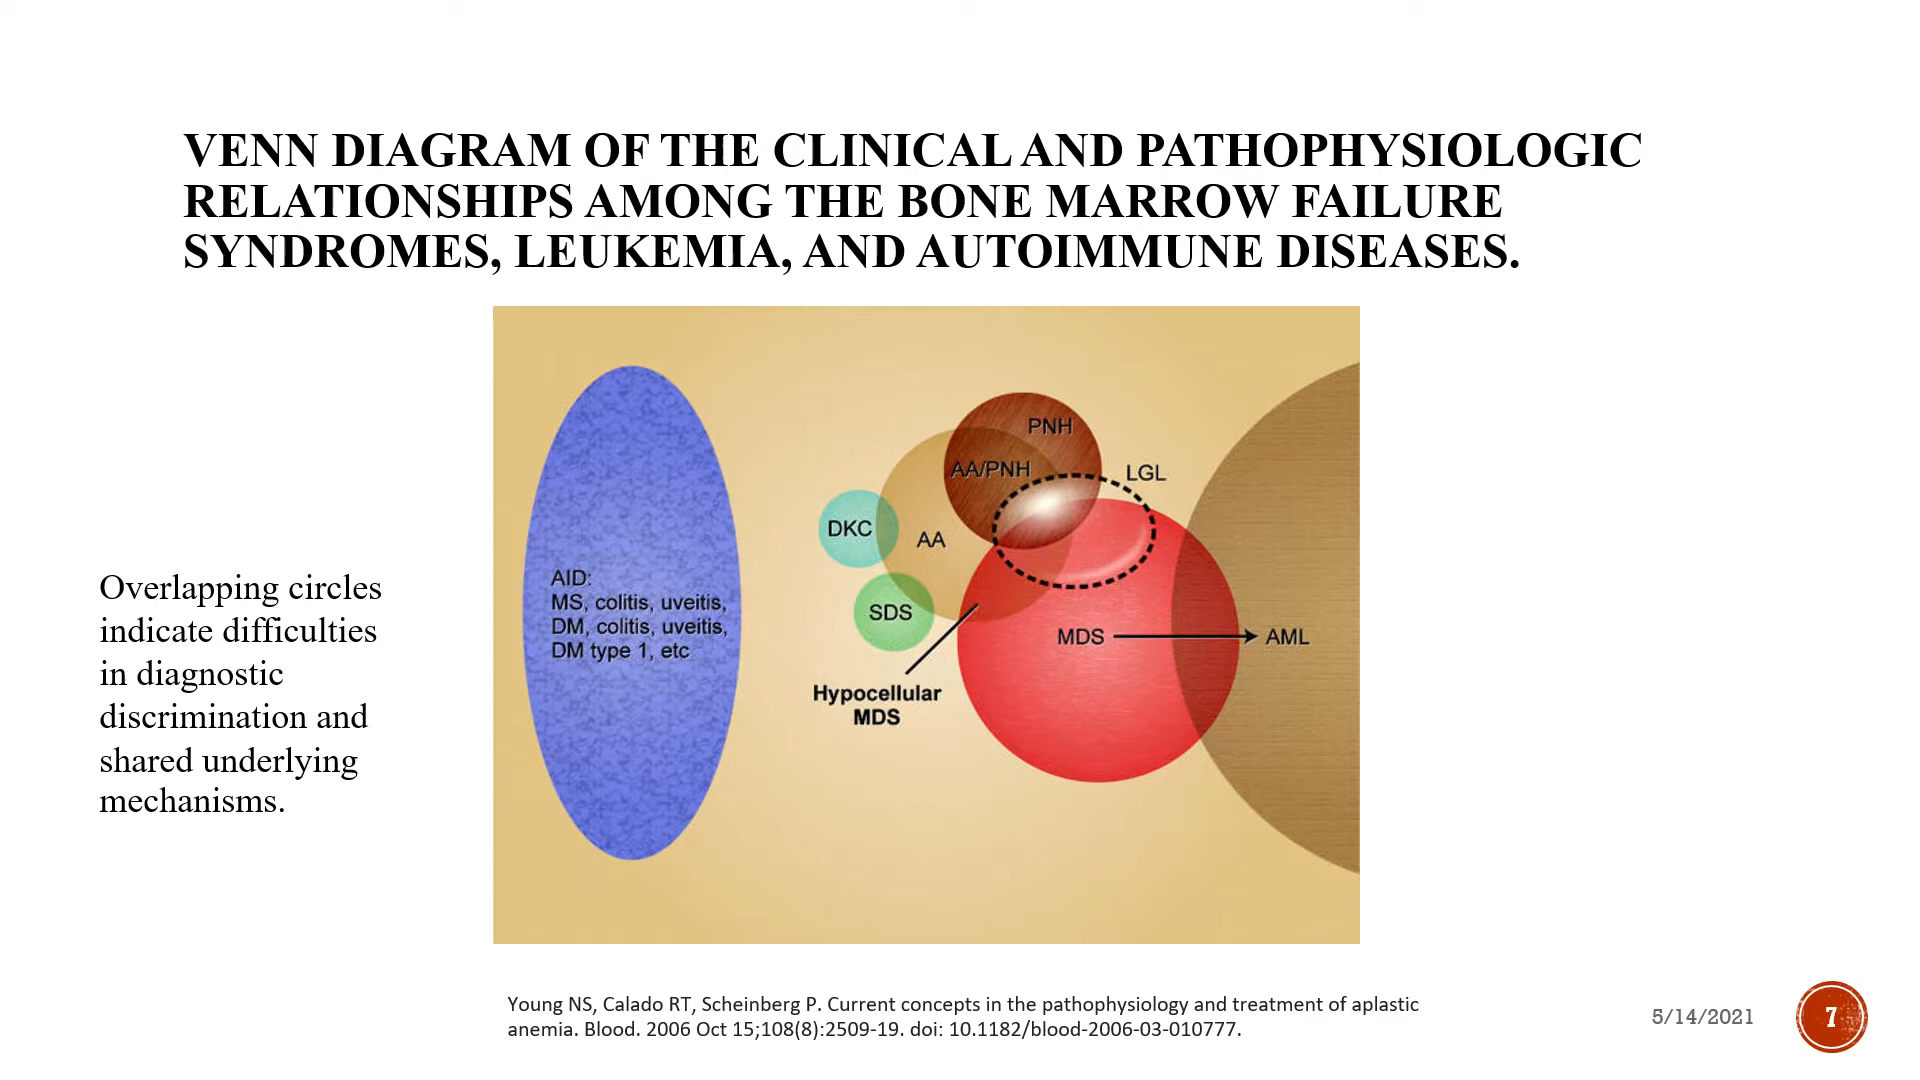 VENN DIAGRAM OF THE CLINICAL AND PATHOPHYSIOLOGIC
RELATIONSHIPS AMONG THE BONE MARROW FAILURE
SYNDROMES, LEUKEMIA, AND AUTOIMMUNE DISEASES.
Overlapping circles
indicate difficulties
in diagnostic
discrimination and
shared underlying
mechanisms.
AID:
MS, colitis, uveitis,
DM, colitis, uveitis,
DM type 1, etc
PNH
AA/PNH
LGL
DKC
AA
SDS
MDS
AML
Hypocellular
MDS
Young NS, Calado RT, Scheinberg P. Current concepts in the pathophysiology and treatment of aplastic
anemia. Blood. 2006 Oct 15;108(8):2509-19. doi: 10.1182/blood-2006-03-010777.
5/14/2021
7